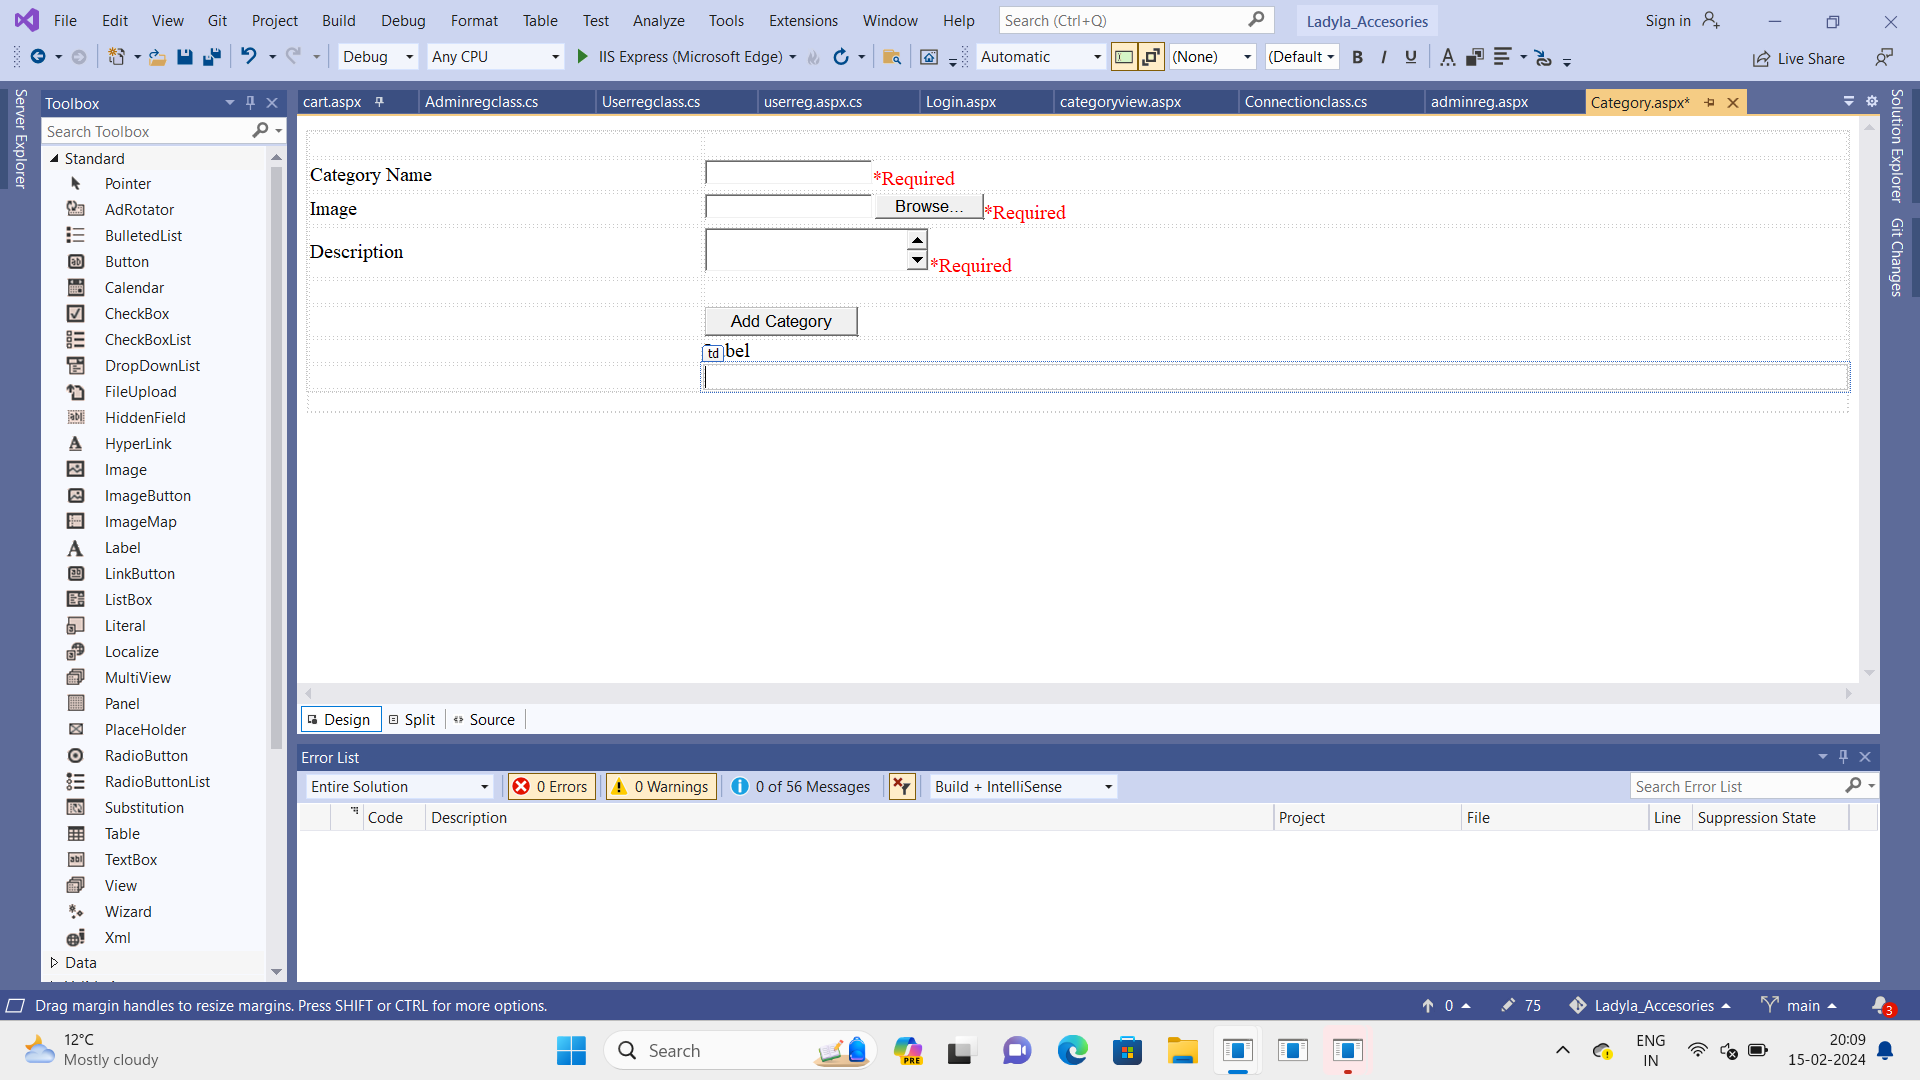 File Edit View Git Project Build Debug Format Table Test Analyze Tools Extensions Window Help Search (Ctrl+Q) Ladyla_Accesories Sign in
Debug Any CPU IIS Express (Microsoft Edge) Automatic (None) (Default B I U A Live Share
Server Explorer
Toolbox
Search Toolbox
Standard
Pointer
AdRotator
BulletedList
Button
Calendar
CheckBox
CheckBoxList
DropDownList
FileUpload
HiddenField
HyperLink
Image
ImageButton
ImageMap
Label
LinkButton
ListBox
Literal
Localize
MultiView
Panel
PlaceHolder
RadioButton
RadioButtonList
Substitution
Table
TextBox
View
Wizard
Xml
Data
cart.aspx Adminregclass.cs Userregclass.cs userreg.aspx.cs Login.aspx categoryview.aspx Connectionclass.cs adminreg.aspx Category.aspx*
Category Name *Required
Image Browse... *Required
Description *Required
Add Category
td bel
Design Split Source
Solution Explorer
Git Changes
Error List
Entire Solution 0 Errors 0 Warnings 0 of 56 Messages Build + IntelliSense Search Error List
Code Description Project File Line Suppression State
Drag margin handles to resize margins. Press SHIFT or CTRL for more options. 0 75 Ladyla_Accesories main 3
12°C
Mostly cloudy
Search
PRE
ENG
IN
20:09
15-02-2024